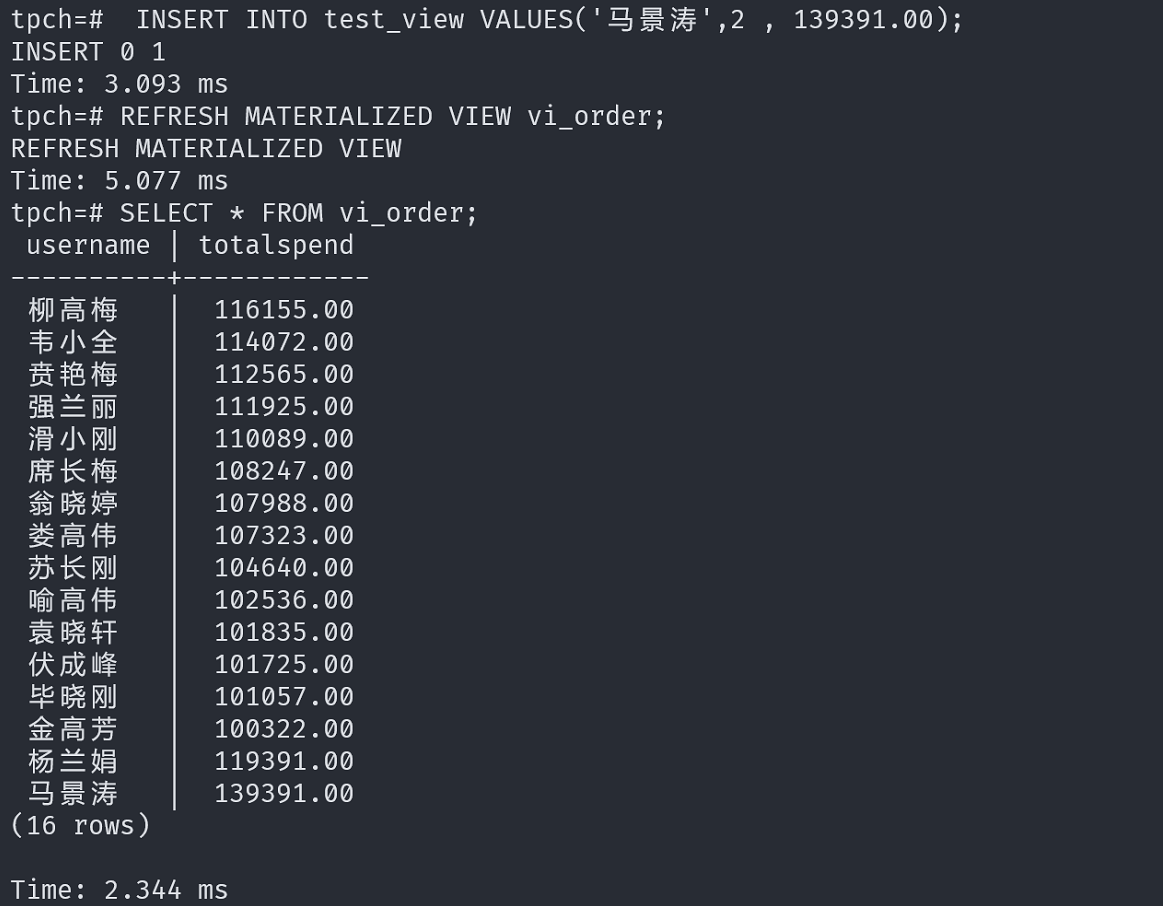 tpch=#  INSERT INTO test_view VALUES('马景涛',2 , 139391.00);
INSERT 0 1
Time: 3.093 ms
tpch=# REFRESH MATERIALIZED VIEW vi_order;
REFRESH MATERIALIZED VIEW
Time: 5.077 ms
tpch=# SELECT * FROM vi_order;
 username | totalspend
----------+------------
 柳高梅   |  116155.00
 韦小全   |  114072.00
 贲艳梅   |  112565.00
 强兰丽   |  111925.00
 滑小刚   |  110089.00
 席长梅   |  108247.00
 翁晓婷   |  107988.00
 娄高伟   |  107323.00
 苏长刚   |  104640.00
 喻高伟   |  102536.00
 袁晓轩   |  101835.00
 伏成峰   |  101725.00
 毕晓刚   |  101057.00
 金高芳   |  100322.00
 杨兰娟   |  119391.00
 马景涛   |  139391.00
(16 rows)

Time: 2.344 ms